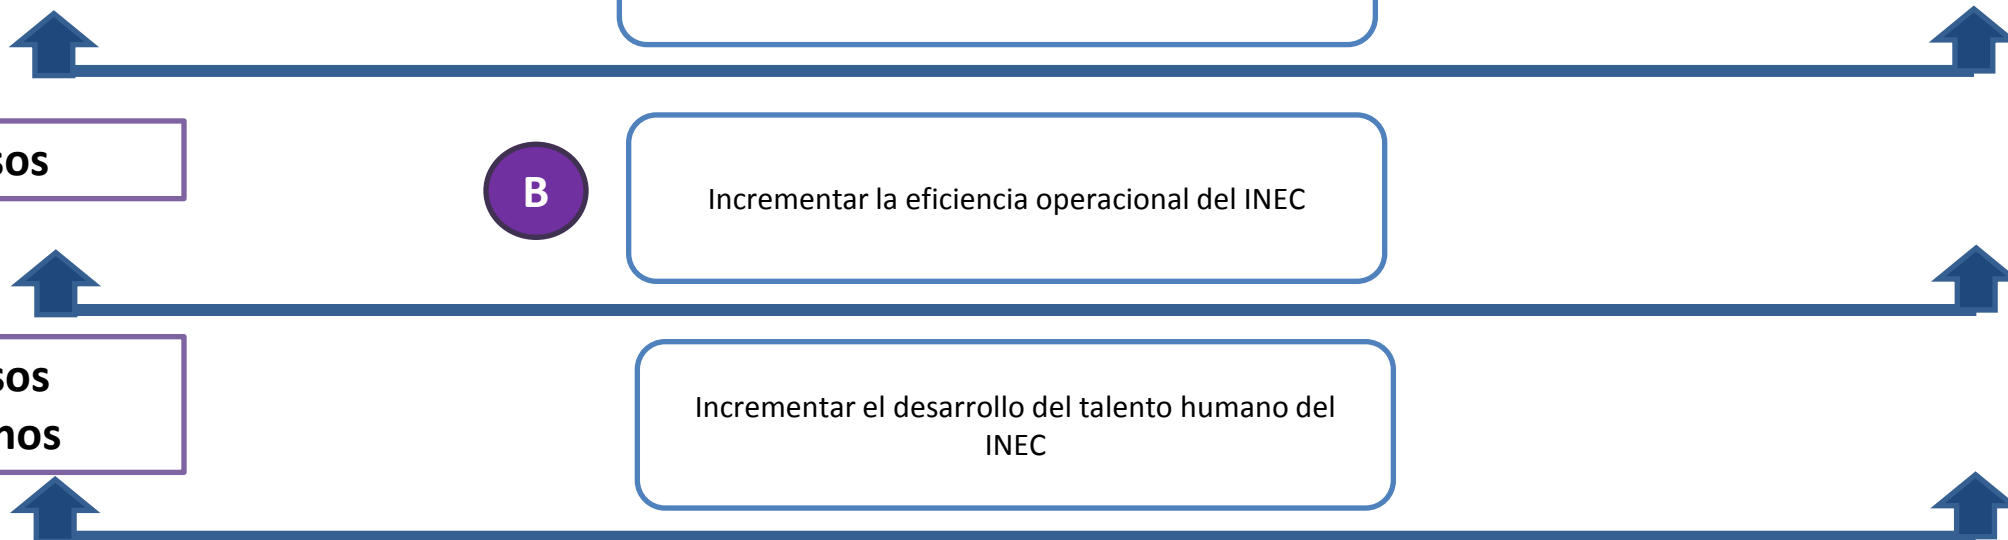 sos
B
Incrementar la eficiencia operacional del INEC
sos
nos
Incrementar el desarrollo del talento humano del
INEC